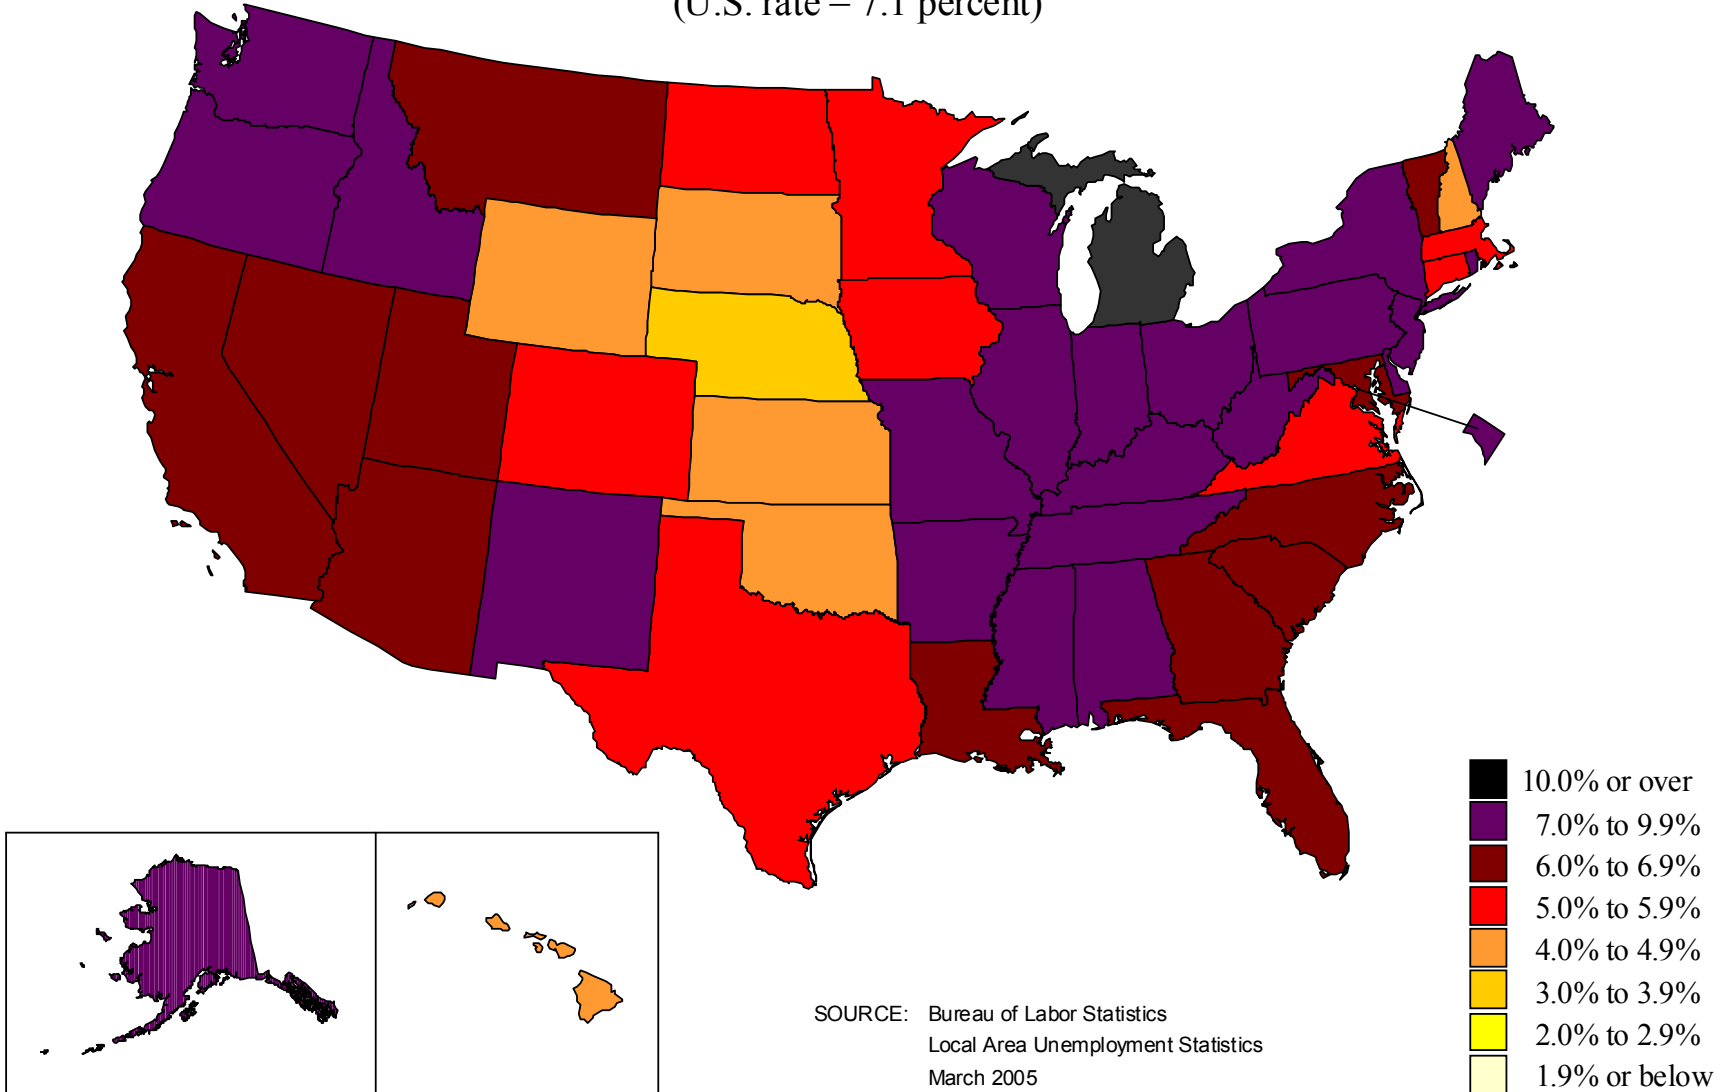 (U.S. rate = 7.1 percent)
10.0% or over
7.0% to 9.9%
6.0% to 6.9%
5.0% to 5.9%
4.0% to 4.9%
3.0% to 3.9%
2.0% to 2.9%
1.9% or below
SOURCE: Bureau of Labor Statistics
Local Area Unemployment Statistics
March 2005